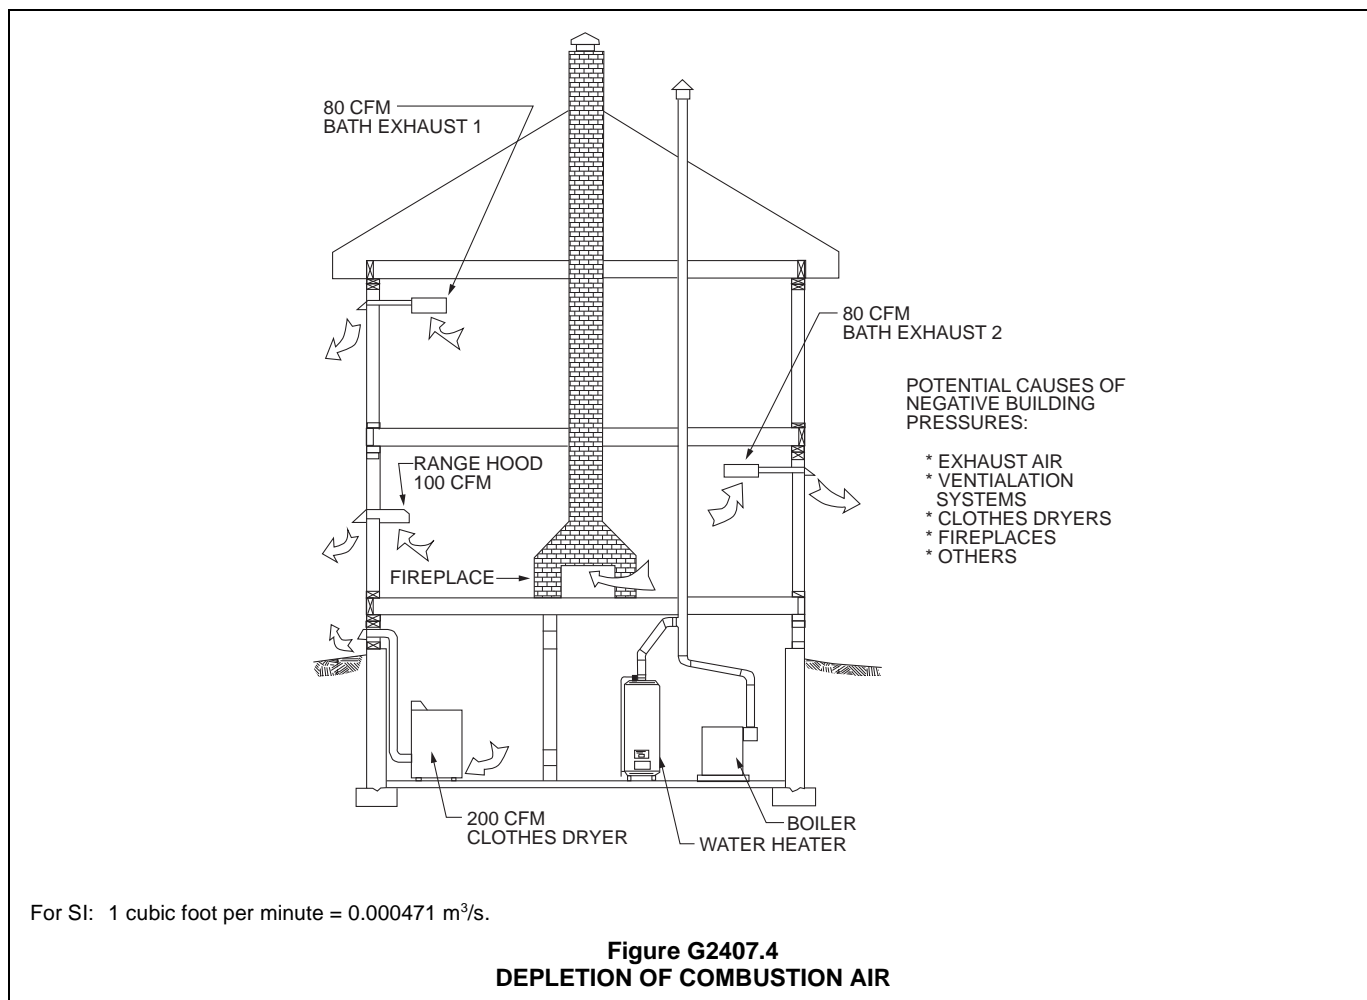 80 CFM
BATH EXHAUST 1
80 CFM
BATH EXHAUST 2
POTENTIAL CAUSES OF
NEGATIVE BUILDING
PRESSURES:
* EXHAUST AIR
* VENTIALATION
SYSTEMS
* CLOTHES DRYERS
* FIREPLACES
* OTHERS
RANGE HOOD
100 CFM
FIREPLACE
200 CFM
CLOTHES DRYER
BOILER
WATER HEATER
For SI: 1 cubic foot per minute = 0.000471 m³/s.
Figure G2407.4
DEPLETION OF COMBUSTION AIR